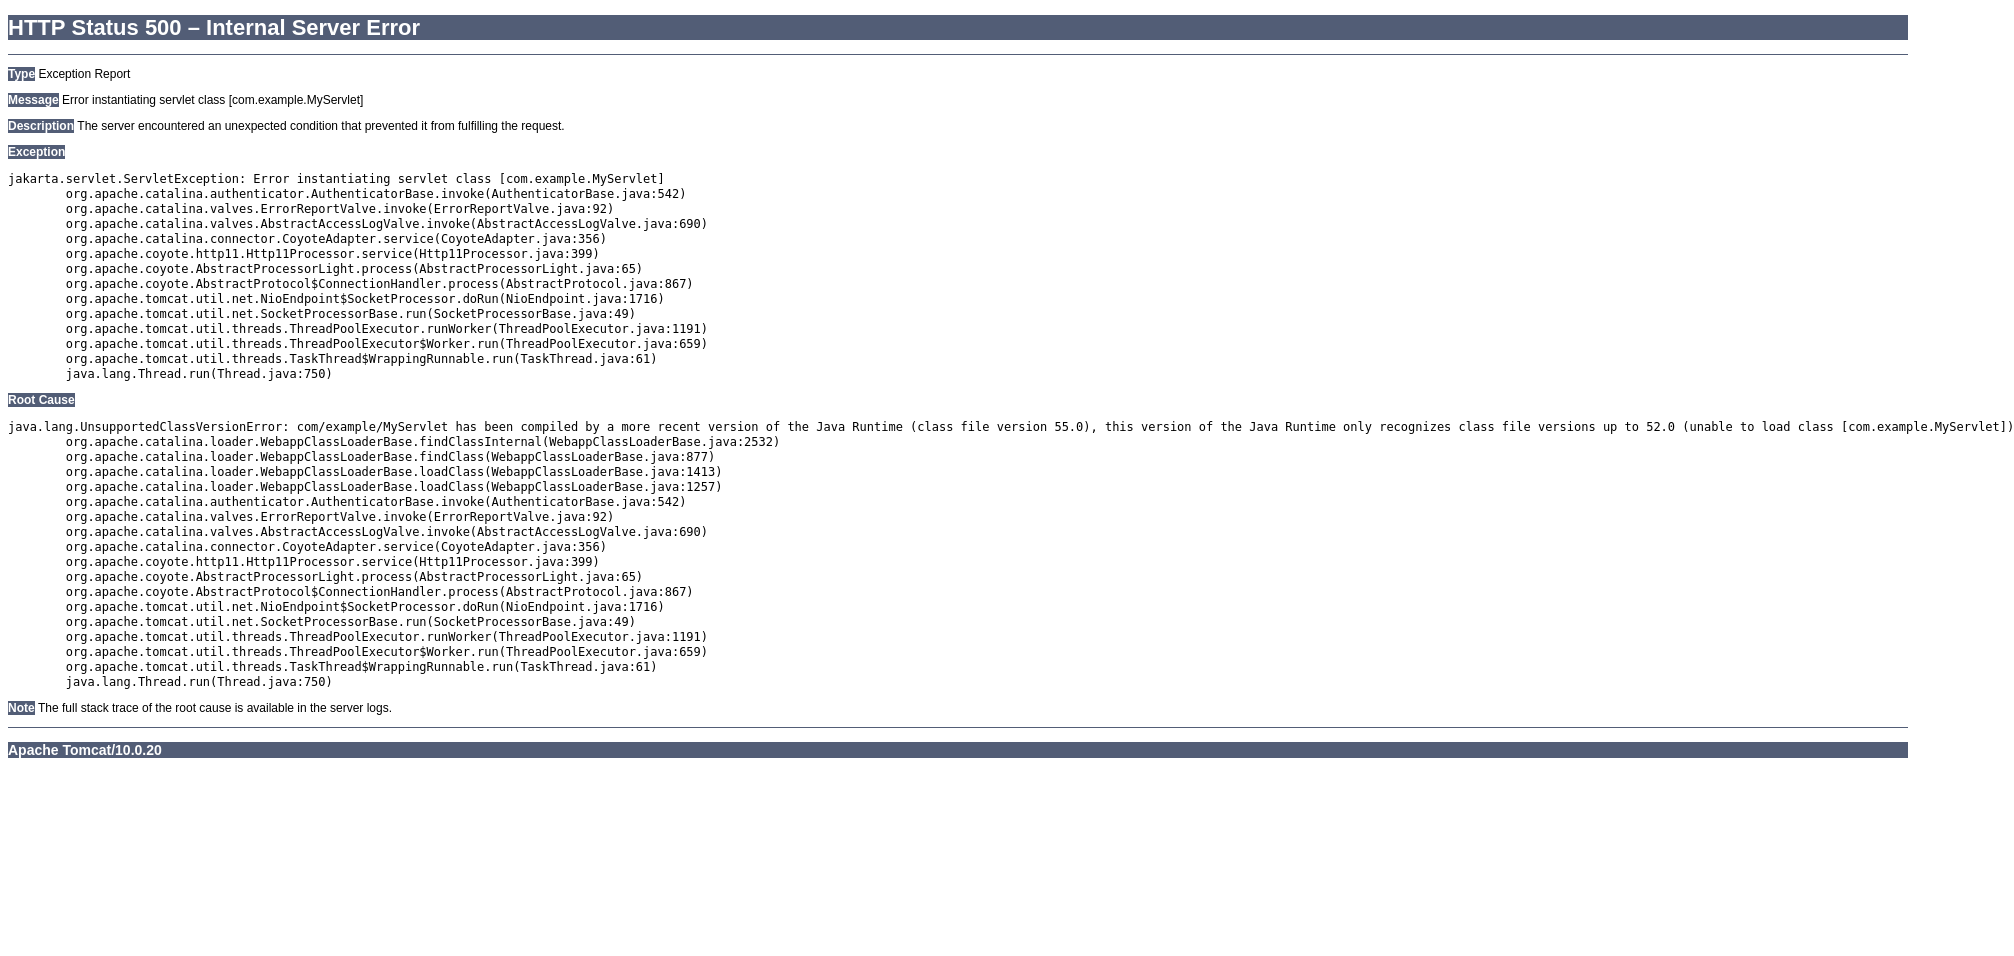 HTTP Status 500 – Internal Server Error
Type Exception Report
Message Error instantiating servlet class [com.example.MyServlet]
Description The server encountered an unexpected condition that prevented it from fulfilling the request.
Exception
jakarta.servlet.ServletException: Error instantiating servlet class [com.example.MyServlet]
	org.apache.catalina.authenticator.AuthenticatorBase.invoke(AuthenticatorBase.java:542)
	org.apache.catalina.valves.ErrorReportValve.invoke(ErrorReportValve.java:92)
	org.apache.catalina.valves.AbstractAccessLogValve.invoke(AbstractAccessLogValve.java:690)
	org.apache.catalina.connector.CoyoteAdapter.service(CoyoteAdapter.java:356)
	org.apache.coyote.http11.Http11Processor.service(Http11Processor.java:399)
	org.apache.coyote.AbstractProcessorLight.process(AbstractProcessorLight.java:65)
	org.apache.coyote.AbstractProtocol$ConnectionHandler.process(AbstractProtocol.java:867)
	org.apache.tomcat.util.net.NioEndpoint$SocketProcessor.doRun(NioEndpoint.java:1716)
	org.apache.tomcat.util.net.SocketProcessorBase.run(SocketProcessorBase.java:49)
	org.apache.tomcat.util.threads.ThreadPoolExecutor.runWorker(ThreadPoolExecutor.java:1191)
	org.apache.tomcat.util.threads.ThreadPoolExecutor$Worker.run(ThreadPoolExecutor.java:659)
	org.apache.tomcat.util.threads.TaskThread$WrappingRunnable.run(TaskThread.java:61)
	java.lang.Thread.run(Thread.java:750)
Root Cause
java.lang.UnsupportedClassVersionError: com/example/MyServlet has been compiled by a more recent version of the Java Runtime (class file version 55.0), this version of the Java Runtime only recognizes class file versions up to 52.0 (unable to load class [com.example.MyServlet])
	org.apache.catalina.loader.WebappClassLoaderBase.findClassInternal(WebappClassLoaderBase.java:2532)
	org.apache.catalina.loader.WebappClassLoaderBase.findClass(WebappClassLoaderBase.java:877)
	org.apache.catalina.loader.WebappClassLoaderBase.loadClass(WebappClassLoaderBase.java:1413)
	org.apache.catalina.loader.WebappClassLoaderBase.loadClass(WebappClassLoaderBase.java:1257)
	org.apache.catalina.authenticator.AuthenticatorBase.invoke(AuthenticatorBase.java:542)
	org.apache.catalina.valves.ErrorReportValve.invoke(ErrorReportValve.java:92)
	org.apache.catalina.valves.AbstractAccessLogValve.invoke(AbstractAccessLogValve.java:690)
	org.apache.catalina.connector.CoyoteAdapter.service(CoyoteAdapter.java:356)
	org.apache.coyote.http11.Http11Processor.service(Http11Processor.java:399)
	org.apache.coyote.AbstractProcessorLight.process(AbstractProcessorLight.java:65)
	org.apache.coyote.AbstractProtocol$ConnectionHandler.process(AbstractProtocol.java:867)
	org.apache.tomcat.util.net.NioEndpoint$SocketProcessor.doRun(NioEndpoint.java:1716)
	org.apache.tomcat.util.net.SocketProcessorBase.run(SocketProcessorBase.java:49)
	org.apache.tomcat.util.threads.ThreadPoolExecutor.runWorker(ThreadPoolExecutor.java:1191)
	org.apache.tomcat.util.threads.ThreadPoolExecutor$Worker.run(ThreadPoolExecutor.java:659)
	org.apache.tomcat.util.threads.TaskThread$WrappingRunnable.run(TaskThread.java:61)
	java.lang.Thread.run(Thread.java:750)
Note The full stack trace of the root cause is available in the server logs.
Apache Tomcat/10.0.20